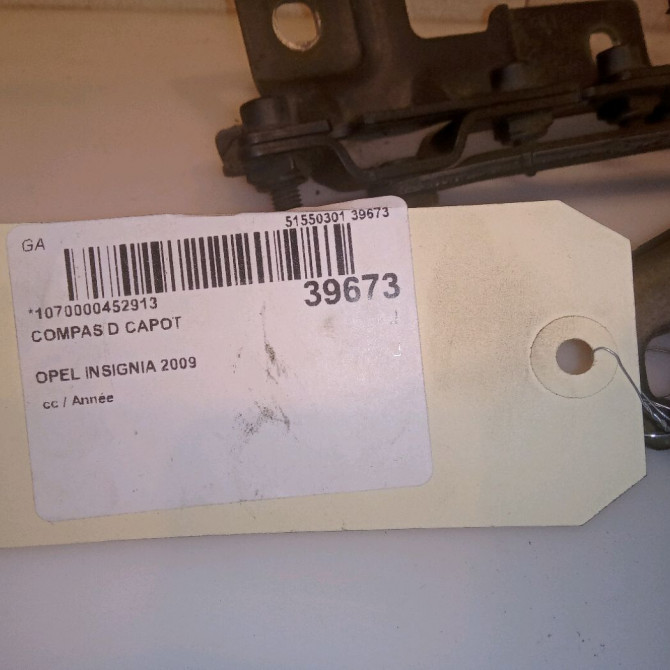 51550301 39673
GA
39673
*1070000452913
COMPAS D CAPOT
OPEL INSIGNIA 2009
cc / Année